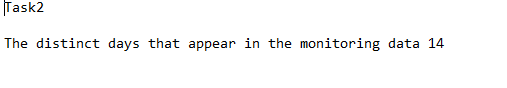 Task2
The distinct days that appear in the monitoring data 14